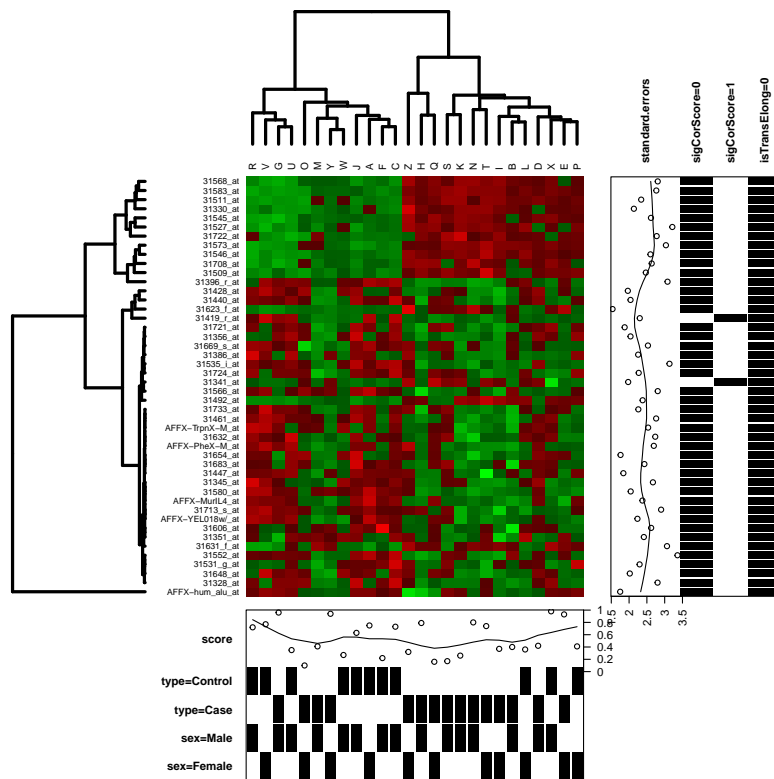 standard.errors
sigCorScore=0
sigCorScore=1
isTransElong=0
R V G U O M Y W J A F C Z H Q S K N T I B L D X E P
31568_at
31583_at
31511_at
31330_at
31545_at
31527_at
31722_at
31573_at
31546_at
31708_at
31509_at
31396_r_at
31428_at
31440_at
31623_f_at
31419_r_at
31721_at
31356_at
31669_s_at
31386_at
31535_i_at
31724_at
31341_at
31566_at
31492_at
31733_at
31461_at
AFFX-TrpnX-M_at
31632_at
AFFX-PheX-M_at
31654_at
31683_at
31447_at
31345_at
31580_at
AFFX-MurIL4_at
31713_s_at
AFFX-YEL018w/_at
31606_at
31351_at
31631_f_at
31552_at
31531_g_at
31648_at
31328_at
AFFX-hum_alu_at
1.5 2 2.5 3 3.5
score
1
0.8
0.6
0.4
0.2
0
type=Control
type=Case
sex=Male
sex=Female